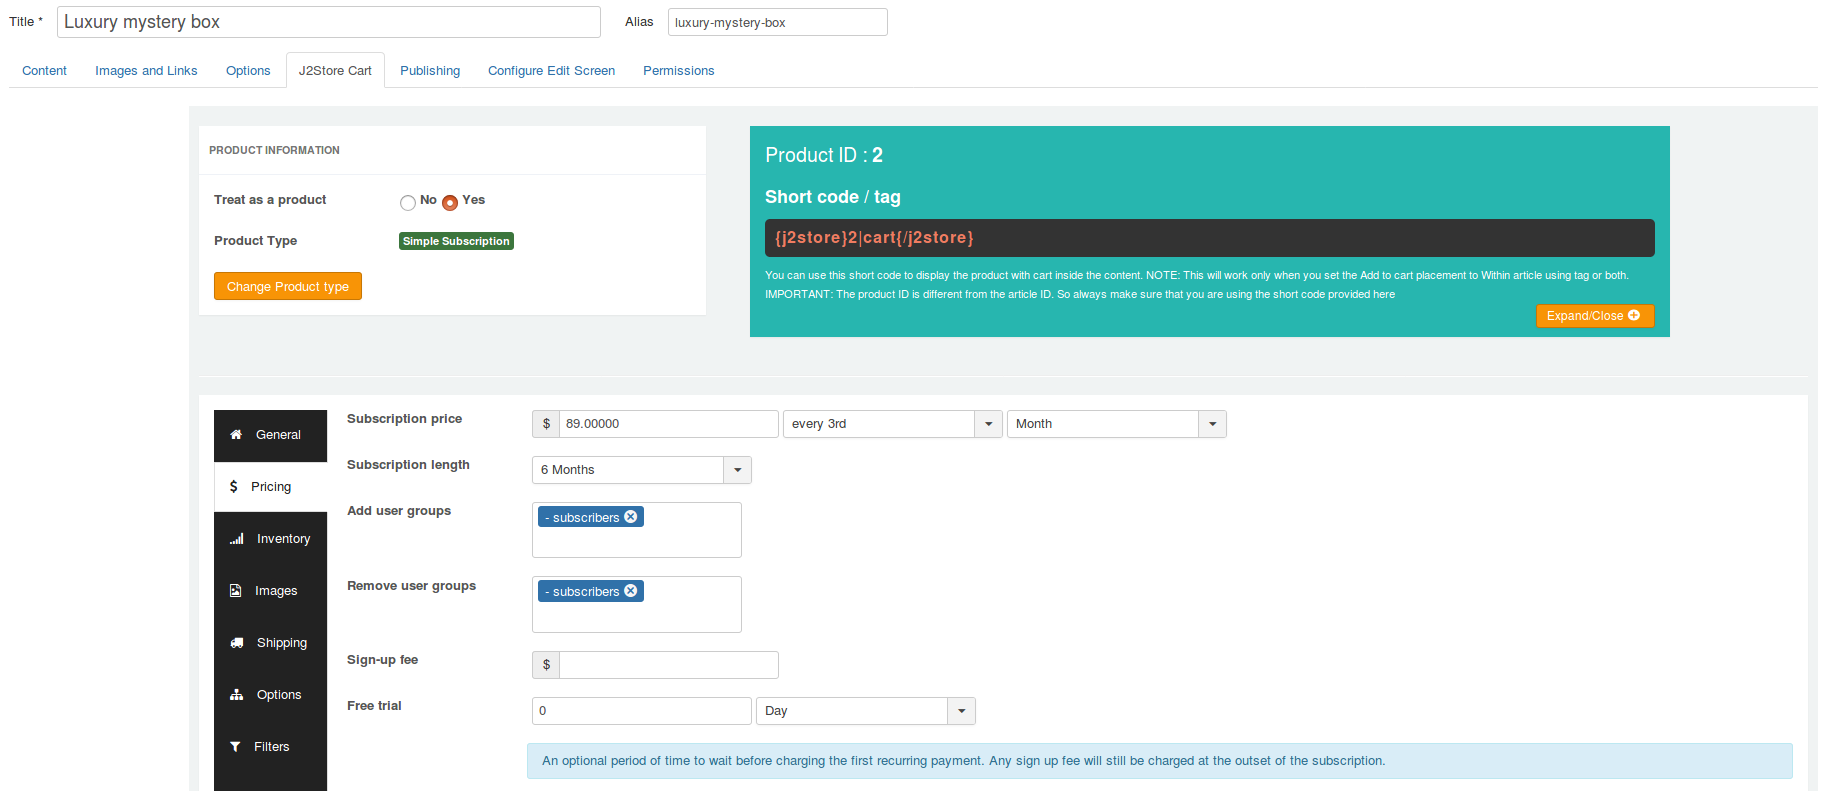 Title * Luxury mystery box Alias luxury-mystery-box
Content Images and Links Options J2Store Cart Publishing Configure Edit Screen Permissions
PRODUCT INFORMATION
Treat as a product No Yes
Product Type Simple Subscription
Change Product type
Product ID : 2
Short code / tag
{j2store}2|cart{/j2store}
You can use this short code to display the product with cart inside the content. NOTE: This will work only when you set the Add to cart placement to Within article using tag or both.
IMPORTANT: The product ID is different from the article ID. So always make sure that you are using the short code provided here
Expand/Close
General
Pricing
Inventory
Images
Shipping
Options
Filters
Subscription price $ 89.00000 every 3rd Month
Subscription length 6 Months
Add user groups - subscribers
Remove user groups - subscribers
Sign-up fee $
Free trial 0 Day
An optional period of time to wait before charging the first recurring payment. Any sign up fee will still be charged at the outset of the subscription.